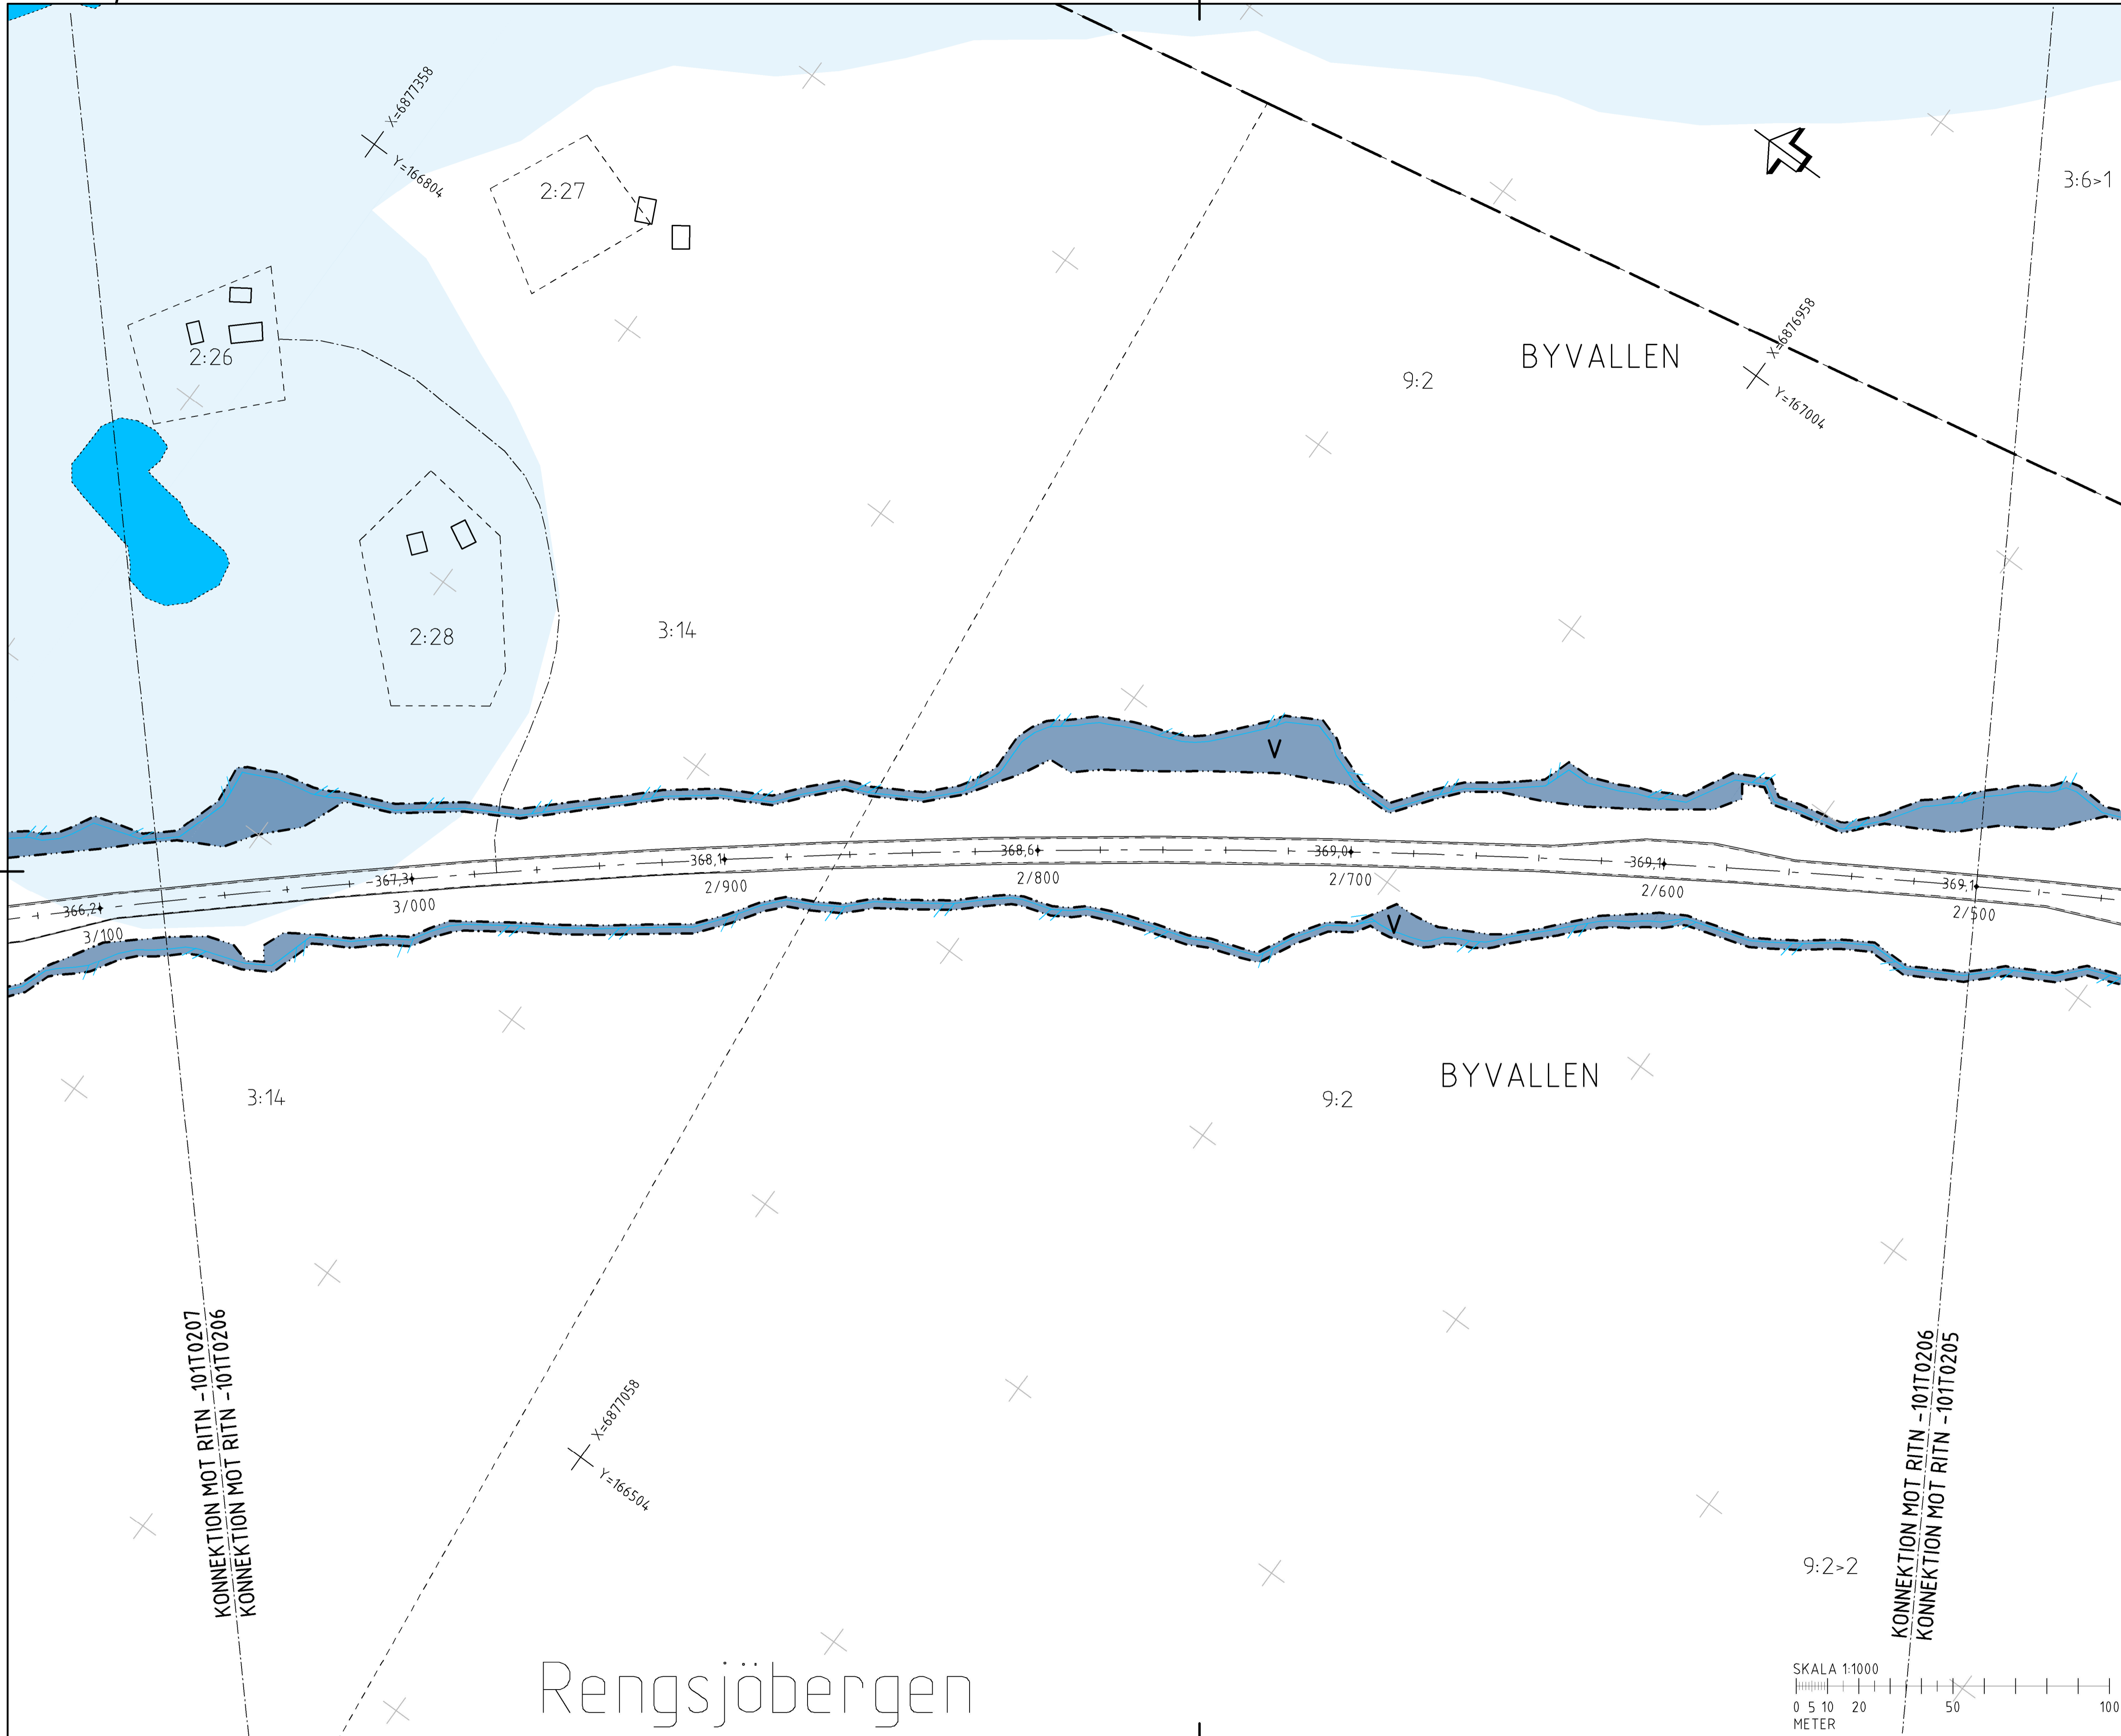 X=6877358
Y=166804
2:27
3:6>1
2:26
X=6876958
Y=167004
BYVALLEN
9:2
2:28
3:14
V
366,2
367,3
368,1
368,6
369,0
369,1
369,1
3/100
3/000
2/900
2/800
2/700
2/600
2/500
V
BYVALLEN
9:2
3:14
KONNEKTION MOT RITN -101T0207
KONNEKTION MOT RITN -101T0206
KONNEKTION MOT RITN -101T0206
KONNEKTION MOT RITN -101T0205
X=6877058
Y=166504
9:2>2
Rengsjöbergen
SKALA 1:1000
0 5 10 20 50 100
METER